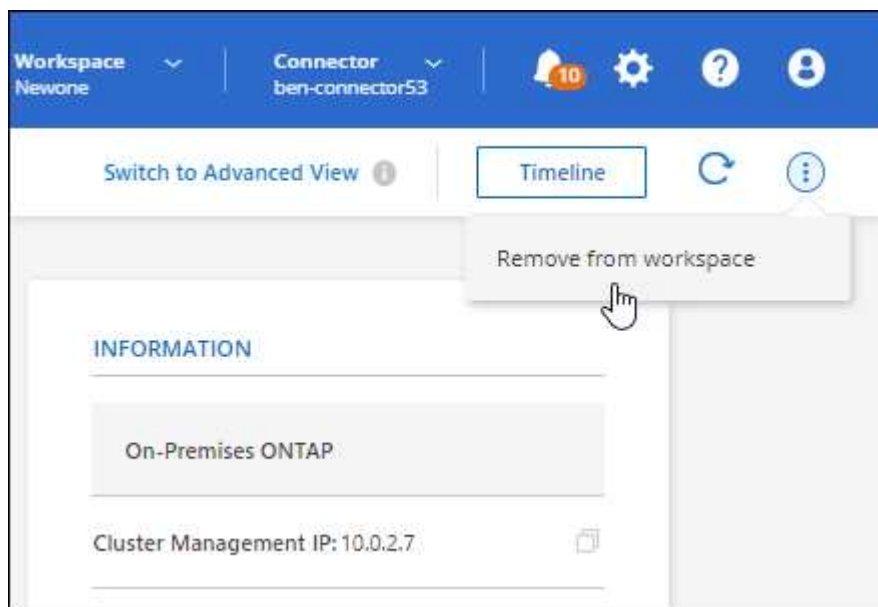 Workspace
Newone
Connector
ben-connector53
10
Switch to Advanced View
Timeline
Remove from workspace
INFORMATION
On-Premises ONTAP
Cluster Management IP: 10.0.2.7